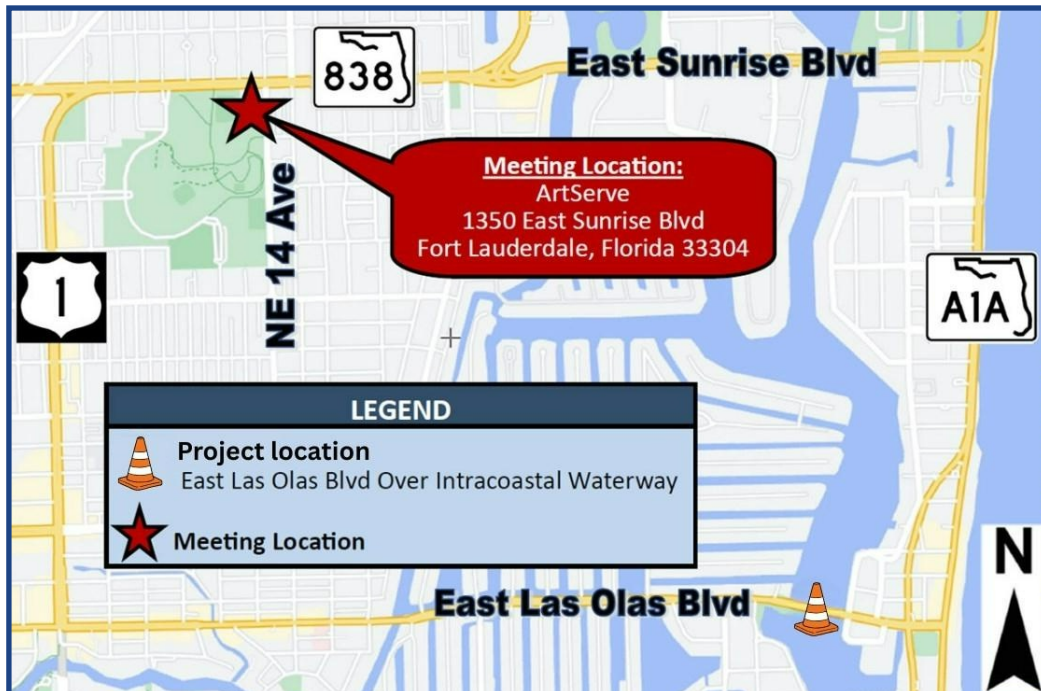 838
East Sunrise Blvd
Meeting Location:
ArtServe
1350 East Sunrise Blvd
Fort Lauderdale, Florida 33304
NE 14 Ave
1
A1A
LEGEND
Project location
East Las Olas Blvd Over Intracoastal Waterway
Meeting Location
East Las Olas Blvd
N